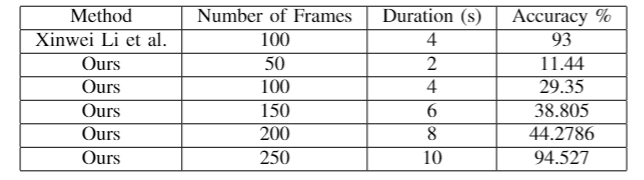 Method Number of Frames Duration (s) Accuracy %
Xinwei Li et al. 100 4 93
Ours 50 2 11.44
Ours 100 4 29.35
Ours 150 6 38.805
Ours 200 8 44.2786
Ours 250 10 94.527